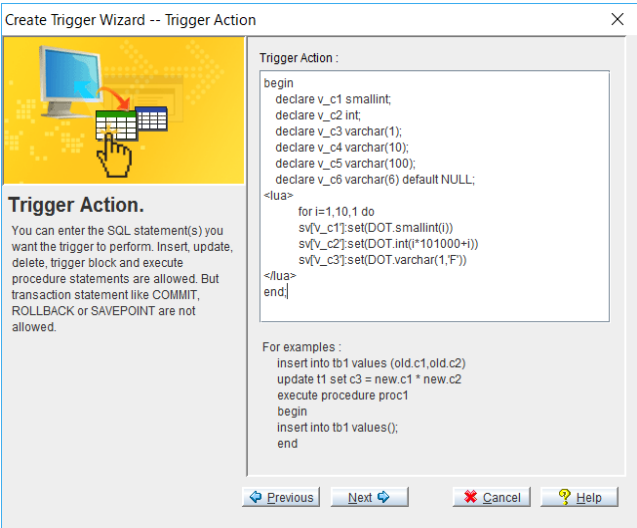 Create Trigger Wizard -- Trigger Action
Trigger Action.
You can enter the SQL statement(s) you
want the trigger to perform. Insert, update,
delete, trigger block and execute
procedure statements are allowed. But
transaction statement like COMMIT,
ROLLBACK or SAVEPOINT are not
allowed.
Trigger Action :
begin
declare v_c1 smallint;
declare v_c2 int;
declare v_c3 varchar(1);
declare v_c4 varchar(10);
declare v_c5 varchar(100);
declare v_c6 varchar(6) default NULL;
<lua>
for i=1,10,1 do
sv['v_c1']:set(DOT.smallint(i))
sv['v_c2']:set(DOT.int(i*101000+i))
sv['v_c3']:set(DOT.varchar(1,'F'))
</lua>
end;
For examples :
insert into tb1 values (old.c1,old.c2)
update t1 set c3 = new.c1 * new.c2
execute procedure proc1
begin
insert into tb1 values();
end
Previous
Next
Cancel
Help